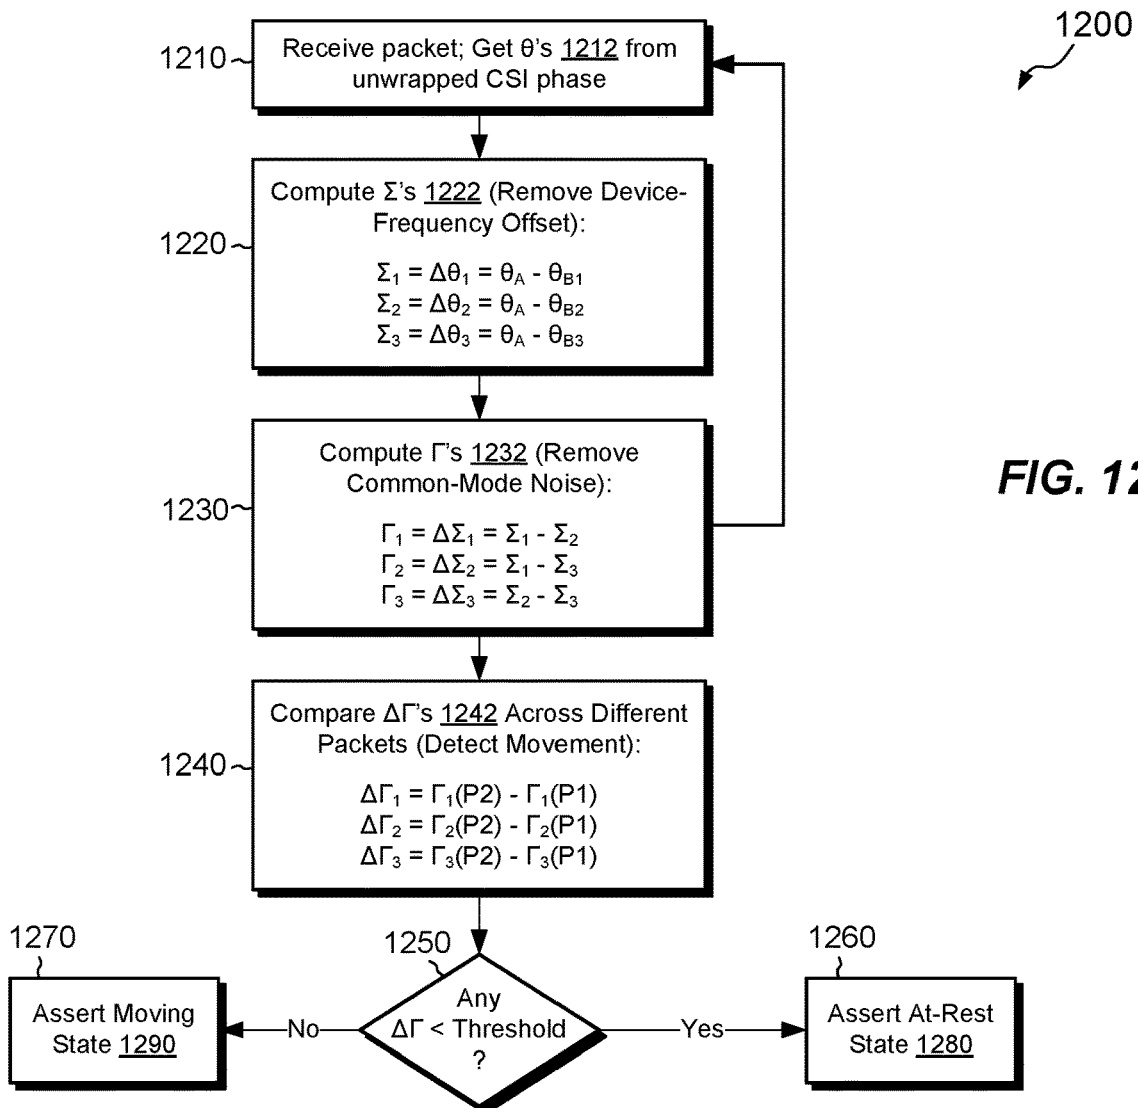 1200
1210
Receive packet; Get θ's 1212 from
unwrapped CSI phase
1220
Compute Σ's 1222 (Remove Device-
Frequency Offset):
Σ₁ = Δθ₁ = θA - θB1
Σ₂ = Δθ₂ = θA - θB2
Σ₃ = Δθ₃ = θA - θB3
1230
Compute Γ's 1232 (Remove
Common-Mode Noise):
Γ₁ = ΔΣ₁ = Σ₁ - Σ₂
Γ₂ = ΔΣ₂ = Σ₁ - Σ₃
Γ₃ = ΔΣ₃ = Σ₂ - Σ₃
FIG. 12
1240
Compare ΔΓ's 1242 Across Different
Packets (Detect Movement):
ΔΓ₁ = Γ₁(P2) - Γ₁(P1)
ΔΓ₂ = Γ₂(P2) - Γ₂(P1)
ΔΓ₃ = Γ₃(P2) - Γ₃(P1)
1270
Assert Moving
State 1290
No
1250
Any
ΔΓ < Threshold
?
Yes
1260
Assert At-Rest
State 1280